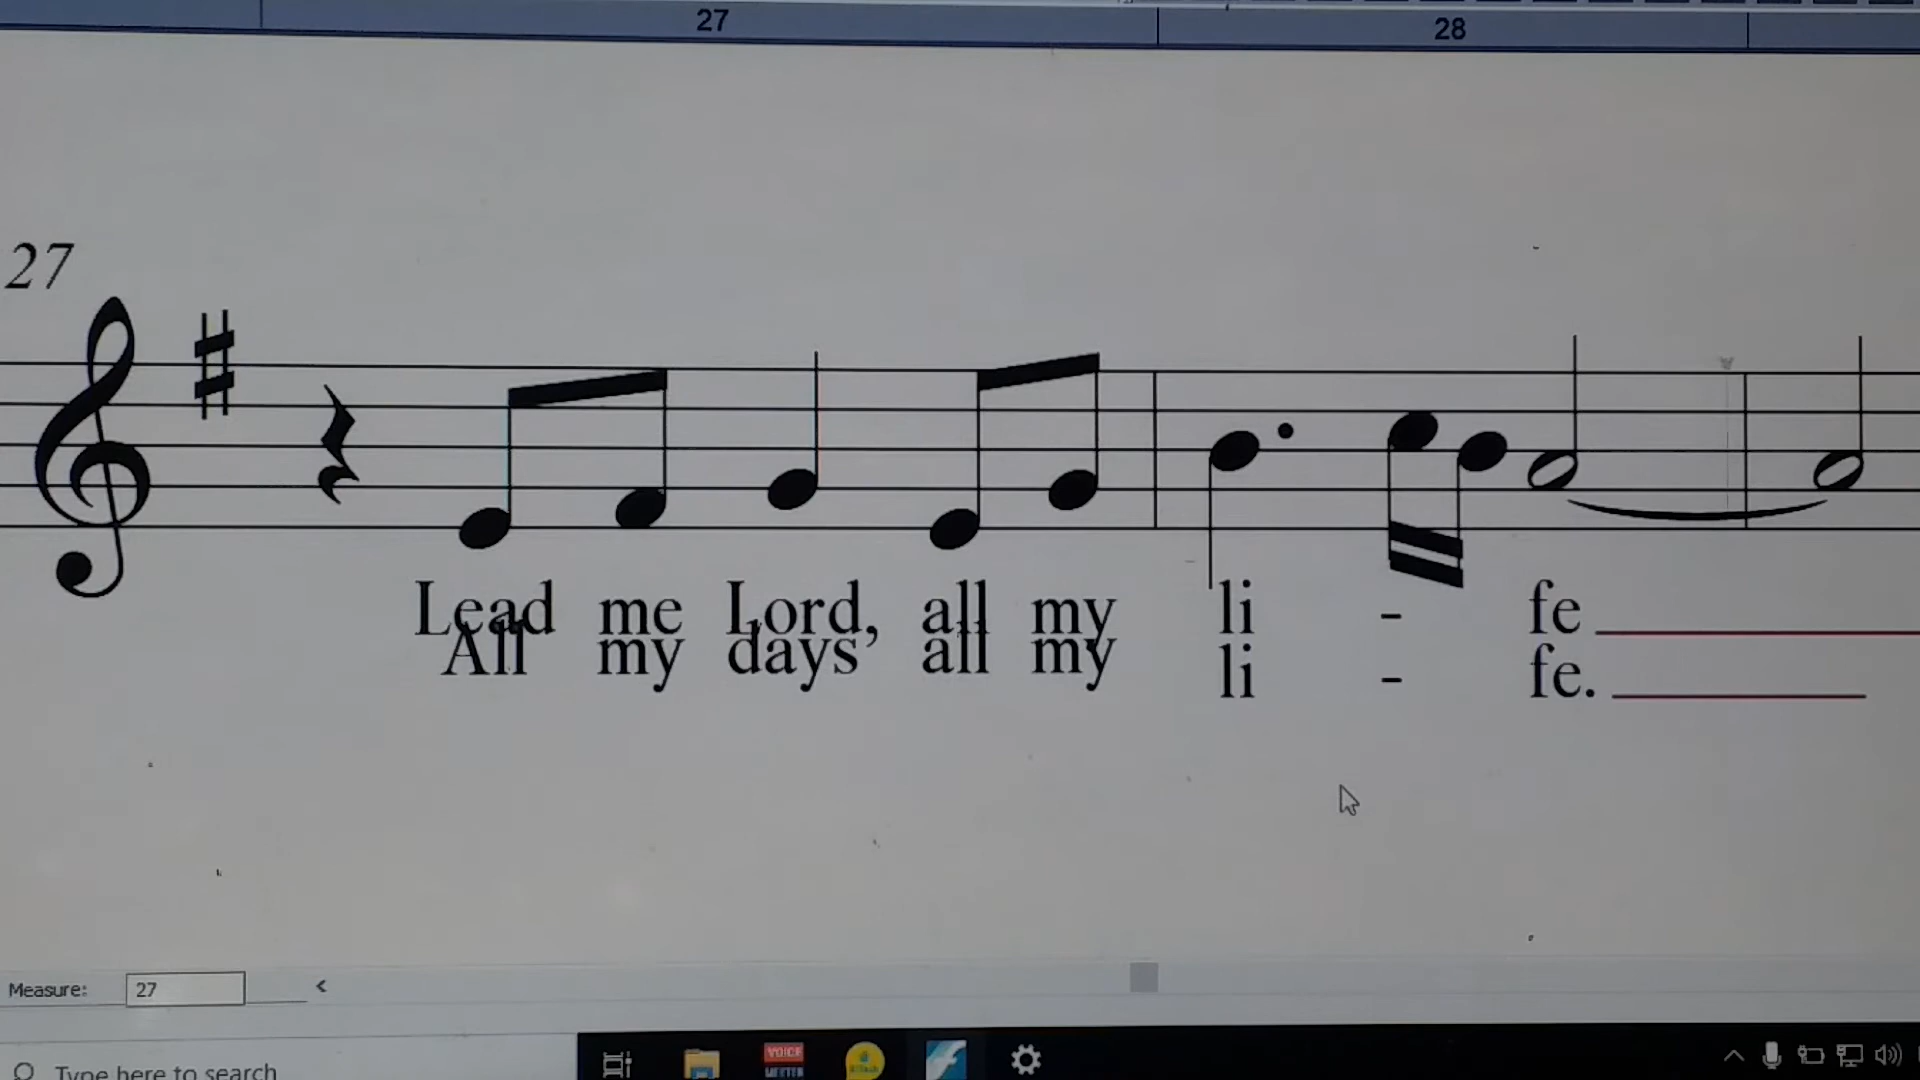 27 28
27
Lead me Lord, all my li - fe
All my days all my li - fe.
Measure: 27 <
Type here to search
VOICE